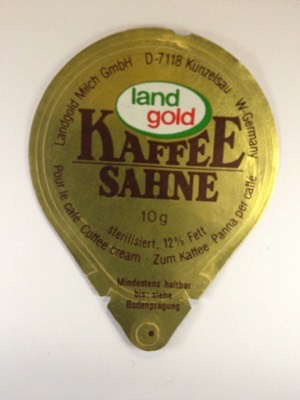 Landgold Milch GmbH · D-7118 Künzelsau · W-Germany
land
gold
KAFFEE
SAHNE
10 g
sterilisiert, 12% Fett
Pour le café · Coffee cream · Zum Kaffee · Panna per caffè
Mindestens haltbar
bis: siehe
Bodenprägung